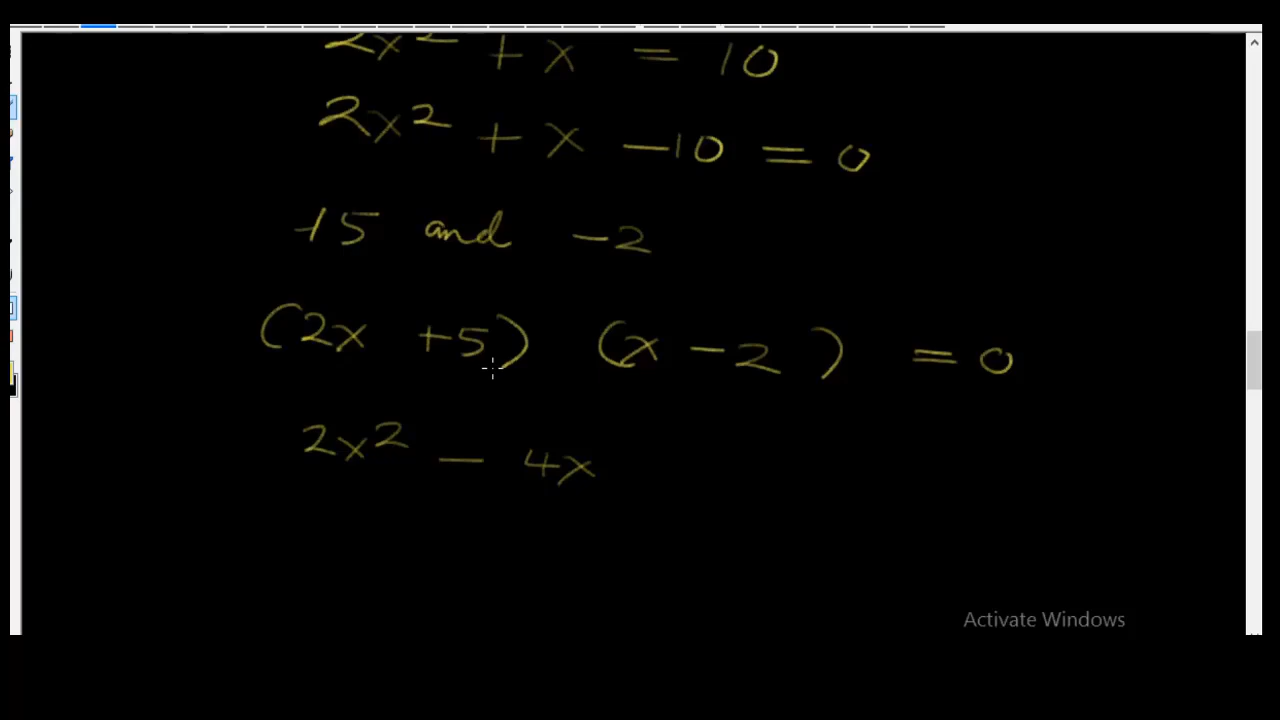 2x² + x = 10
2x² + x - 10 = 0
+5 and -2
(2x +5) (x - 2) = 0
2x² - 4x
Activate Windows